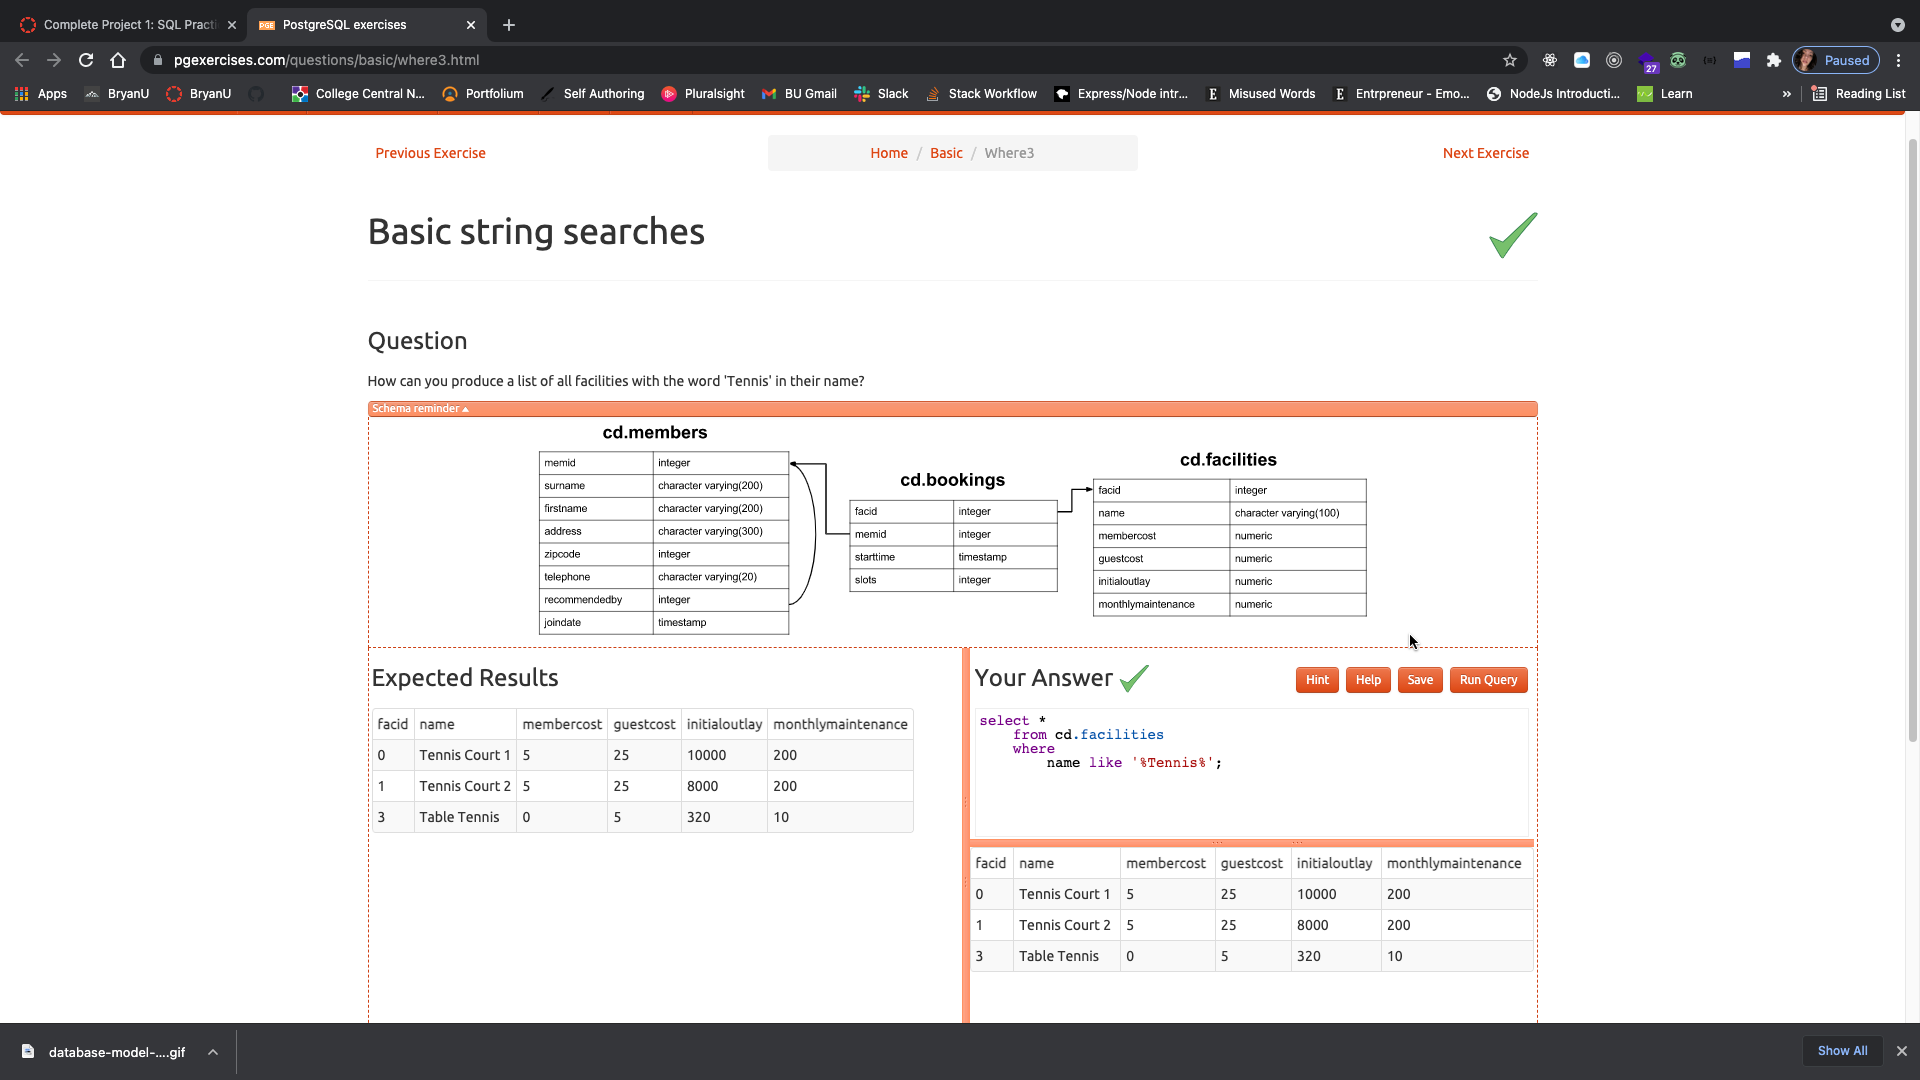 Complete Project 1: SQL Practi
PostgreSQL exercises
pgexercises.com/questions/basic/where3.html
27
Paused
Apps
BryanU
BryanU
College Central N...
Portfolium
Self Authoring
Pluralsight
BU Gmail
Slack
Stack Workflow
Express/Node intr...
Misused Words
Entrpreneur - Emo...
NodeJs Introducti...
Learn
»
Reading List
Previous Exercise
Home / Basic / Where3
Next Exercise
Basic string searches
Question
How can you produce a list of all facilities with the word 'Tennis' in their name?
Schema reminder
cd.members
memid integer
surname character varying(200)
firstname character varying(200)
address character varying(300)
zipcode integer
telephone character varying(20)
recommendedby integer
joindate timestamp
cd.bookings
facid integer
memid integer
starttime timestamp
slots integer
cd.facilities
facid integer
name character varying(100)
membercost numeric
guestcost numeric
initialoutlay numeric
monthlymaintenance numeric
Expected Results
facid name membercost guestcost initialoutlay monthlymaintenance
0 Tennis Court 1 5 25 10000 200
1 Tennis Court 2 5 25 8000 200
3 Table Tennis 0 5 320 10
Your Answer
Hint
Help
Save
Run Query
select *
from cd.facilities
where
name like '%Tennis%';
facid name membercost guestcost initialoutlay monthlymaintenance
0 Tennis Court 1 5 25 10000 200
1 Tennis Court 2 5 25 8000 200
3 Table Tennis 0 5 320 10
database-model-....gif
Show All